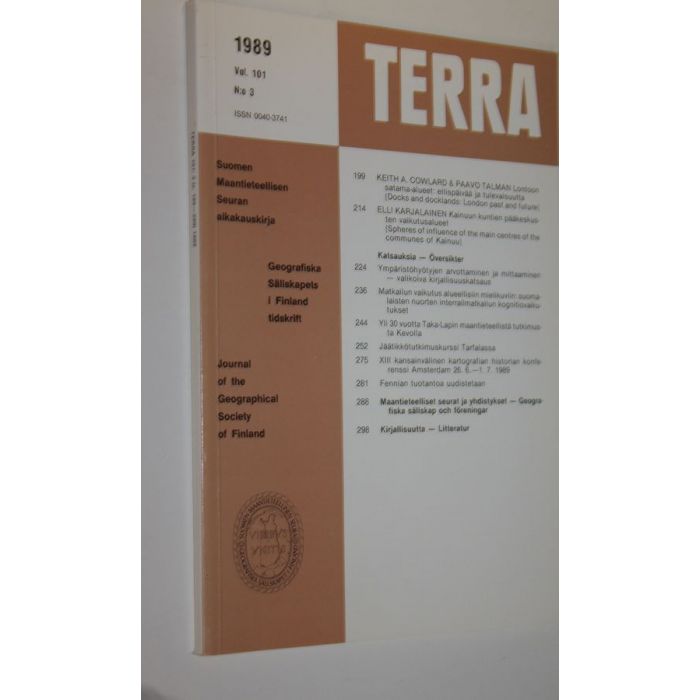 1989
Vol. 101
N:o 3
ISSN 0040-3741
TERRA
Suomen
Maantieteellisen
Seuran
aikakauskirja
Geografiska
Sällskapets
i Finland
tidskrift
Journal
of the
Geographical
Society
of Finland
199 KEITH A. COWLARD & PAAVO TALMAN Lontoon
satama-alueet: ellispäivää ja tulevaisuutta
(Docks and docklands: London past and future)
214 ELLI KARJALAINEN Kainuun kuntien pääkeskus-
ten vaikutusalueet
(Spheres of influence of the main centres of the
communes of Kainuu)
Katsauksia — Översikter
224 Ympäristöhyötyjen arvottaminen ja mittaaminen
— valikoiva kirjallisuuskatsaus
236 Matkailun vaikutus alueellisiin mielikuviin: suoma-
laisten nuorten interrailmatkailun kognitiovaiku-
tukset
244 Yli 30 vuotta Taka-Lapin maantieteellistä tutkimus-
ta Kevolla
252 Jäätikkötutkimuskurssi Tarfalassa
275 XIII kansainvälinen kartografian historian konfe-
renssi Amsterdam 26. 6.—1. 7. 1989
281 Fennian tuotantoa uudistetaan
288 Maantieteelliset seurat ja yhdistykset — Geogra-
fiska sällskap och föreningar
298 Kirjallisuutta — Litteratur